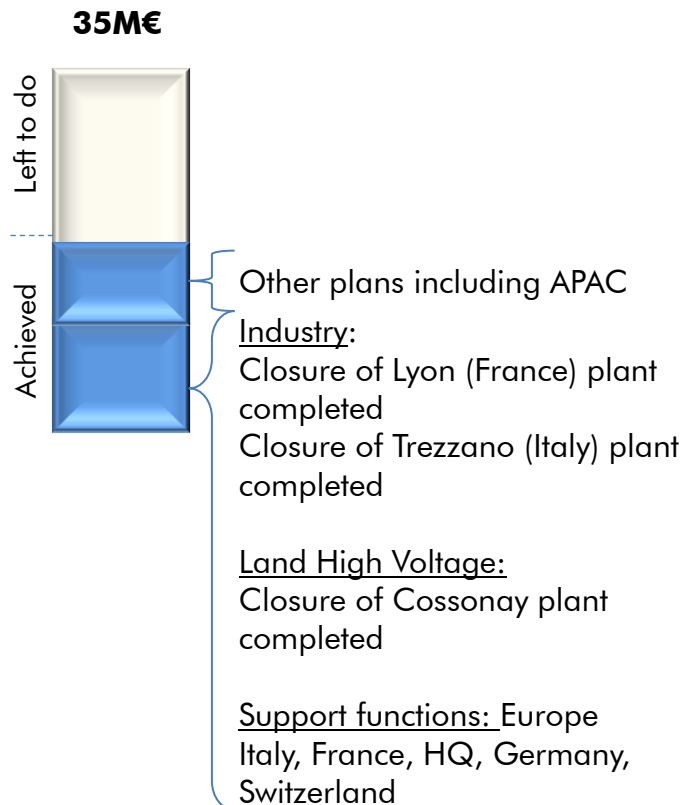 35M€
Left to do
Achieved
Other plans including APAC
Industry:
Closure of Lyon (France) plant
completed
Closure of Trezzano (Italy) plant
completed
Land High Voltage:
Closure of Cossonay plant
completed
Support functions: Europe
Italy, France, HQ, Germany,
Switzerland